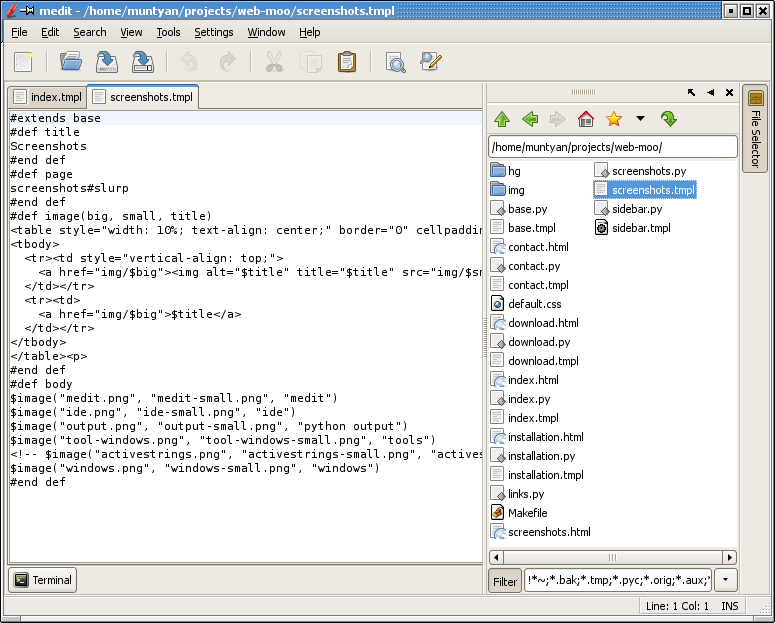 medit - /home/muntyan/projects/web-moo/screenshots.tmpl
File Edit Search View Tools Settings Window Help
index.tmpl screenshots.tmpl
#extends base
#def title
Screenshots
#end def
#def page
screenshots#slurp
#end def
#def image(big, small, title)
<table style="width: 10%; text-align: center;" border="0" cellpaddin
<tbody>
  <tr><td style="vertical-align: top;">
    <a href="img/$big"><img alt="$title" title="$title" src="img/$sm
  </td></tr>
  <tr><td>
    <a href="img/$big">$title</a>
  </td></tr>
</tbody>
</table><p>
#end def
#def body
$image("medit.png", "medit-small.png", "medit")
$image("ide.png", "ide-small.png", "ide")
$image("output.png", "output-small.png", "python output")
$image("tool-windows.png", "tool-windows-small.png", "tools")
<!-- $image("activestrings.png", "activestrings-small.png", "actives
$image("windows.png", "windows-small.png", "windows")
#end def
Terminal
/home/muntyan/projects/web-moo/
hg
img
base.py
base.tmpl
contact.html
contact.py
contact.tmpl
default.css
download.html
download.py
download.tmpl
index.html
index.py
index.tmpl
installation.html
installation.py
installation.tmpl
links.py
Makefile
screenshots.html
screenshots.py
screenshots.tmpl
sidebar.py
sidebar.tmpl
Filter !*~;*.bak;*.tmp;*.pyc;*.orig;*.aux;*
File Selector
Line: 1 Col: 1 INS